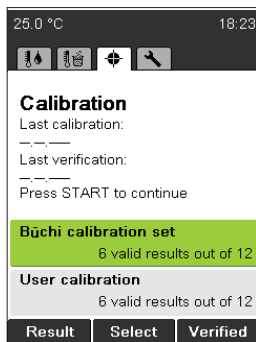 25.0 °C 18:23
Calibration
Last calibration:
–.–.––
Last verification:
–.–.––
Press START to continue
Būchi calibration set
6 valid results out of 12
User calibration
6 valid results out of 12
Result Select Verified